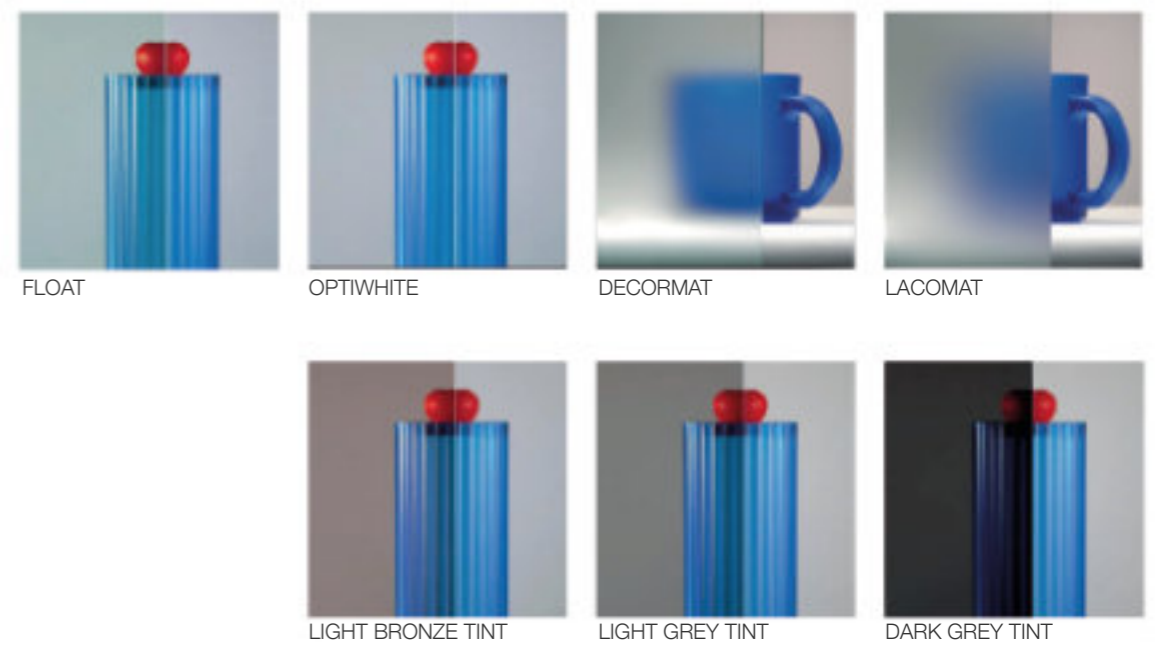 FLOAT
OPTIWHITE
DECORMAT
LACOMAT
LIGHT BRONZE TINT
LIGHT GREY TINT
DARK GREY TINT